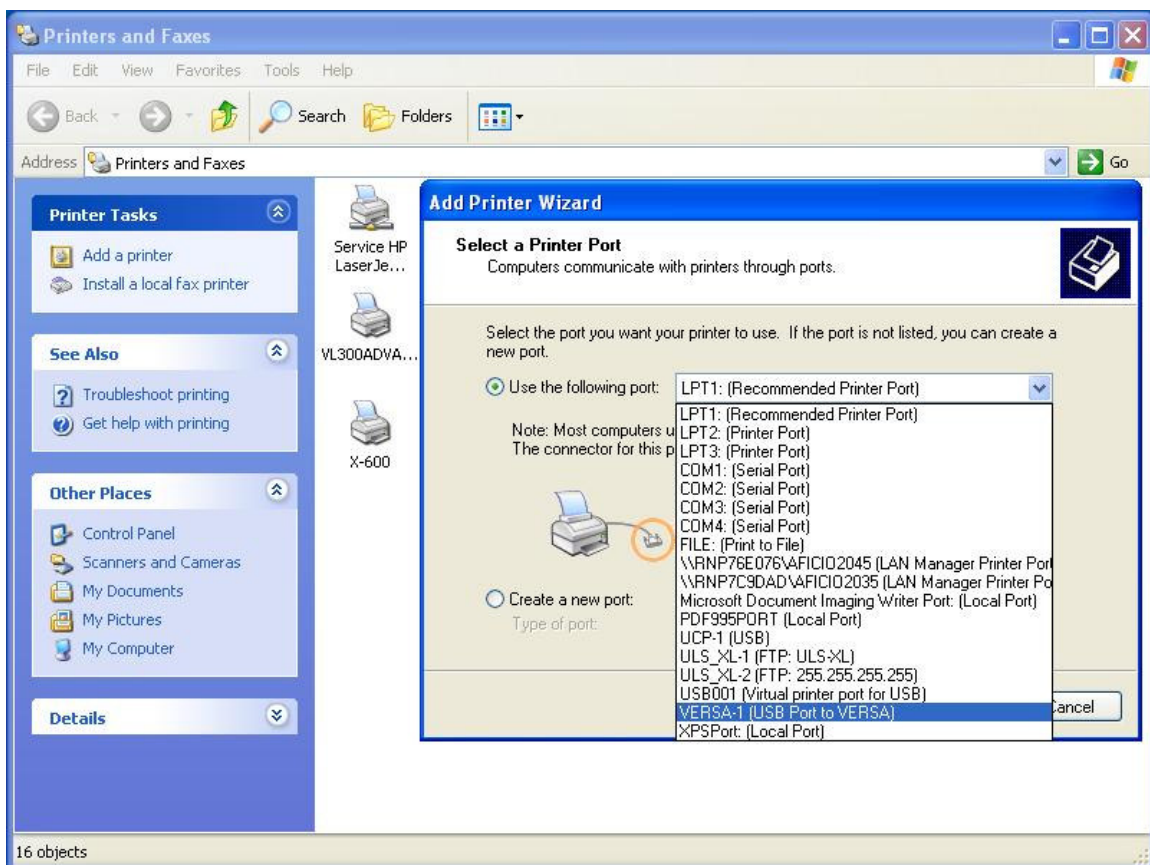 Printers and Faxes
File Edit View Favorites Tools Help
Back Search Folders
Address Printers and Faxes Go
Printer Tasks
Add a printer
Install a local fax printer
See Also
Troubleshoot printing
Get help with printing
Other Places
Control Panel
Scanners and Cameras
My Documents
My Pictures
My Computer
Details
Service HP
LaserJe...
VL300ADVA...
X-600
Add Printer Wizard
Select a Printer Port
Computers communicate with printers through ports.
Select the port you want your printer to use. If the port is not listed, you can create a
new port.
Use the following port: LPT1: (Recommended Printer Port)
Note: Most computers u
The connector for this p
LPT1: (Recommended Printer Port)
LPT2: (Printer Port)
LPT3: (Printer Port)
COM1: (Serial Port)
COM2: (Serial Port)
COM3: (Serial Port)
COM4: (Serial Port)
FILE: (Print to File)
\\RNP76E076\AFICIO2045 (LAN Manager Printer Port
\\RNP7C9DAD\AFICIO2035 (LAN Manager Printer Po
Microsoft Document Imaging Writer Port: (Local Port)
PDF995PORT (Local Port)
UCP-1 (USB)
ULS_XL-1 (FTP: ULS-XL)
ULS_XL-2 (FTP: 255.255.255.255)
USB001 (Virtual printer port for USB)
VERSA-1 (USB Port to VERSA)
XPSPort: (Local Port)
Create a new port:
Type of port:
Cancel
16 objects